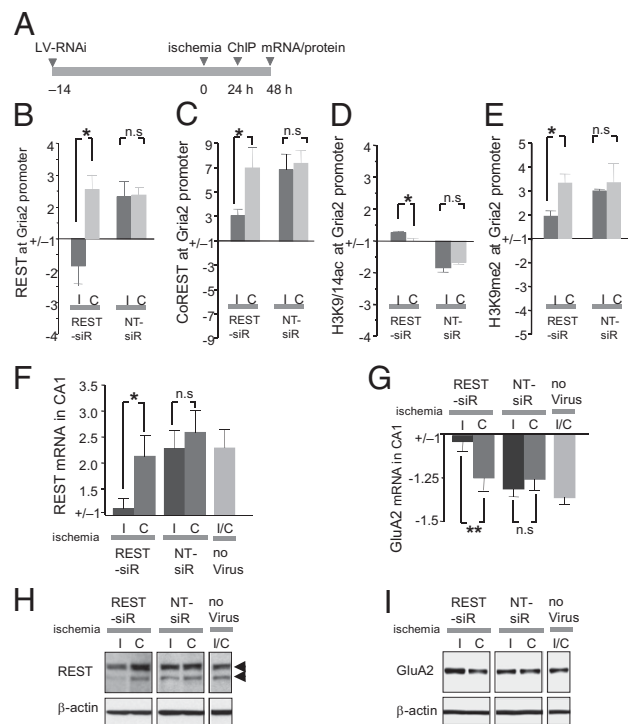 A
LV-RNAi ischemia ChIP mRNA/protein
–14 0 24 h 48 h
B
REST at Gria2 promoter
4
3
2
+/–1
-2
-3
-4
*
n.s
I C I C
REST -siR
NT- siR
C
CoREST at Gria2 promoter
9
7
5
3
+/–1
-3
-5
-7
-9
*
n.s
I C I C
REST -siR
NT- siR
D
H3K9/14ac at Gria2 promoter
4
3
2
+/–1
-2
-3
*
n.s
I C I C
REST -siR
NT- siR
E
H3K9me2 at Gria2 promoter
5
4
3
2
+/–1
-2
-3
-4
-5
*
n.s
I C I C
REST -siR
NT- siR
F
REST mRNA in CA1
3.5
3.0
2.5
2.0
1.5
+/–1
*
n.s
I C I C I/C
ischemia
REST -siR
NT- siR
no Virus
G
REST -siR
NT- siR
no Virus
ischemia
I C I C I/C
GluA2 mRNA in CA1
+/–1
-1.25
-1.5
**
n.s
H
REST -siR
NT- siR
no Virus
ischemia
I C I C I/C
REST
β-actin
I
REST -siR
NT- siR
no Virus
ischemia
I C I C I/C
GluA2
β-actin